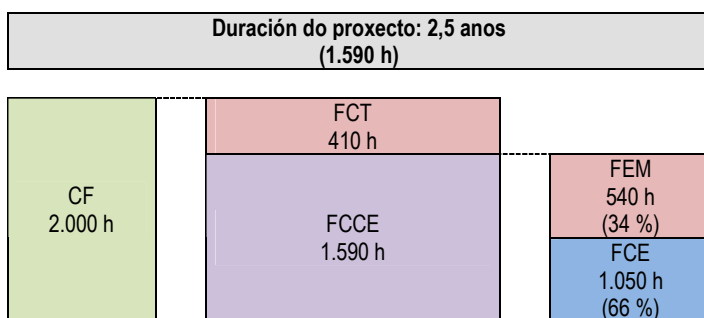 Duración do proxecto: 2,5 anos
(1.590 h)
CF
2.000 h
FCT
410 h
FCCE
1.590 h
FEM
540 h
(34 %)
FCE
1.050 h
(66 %)